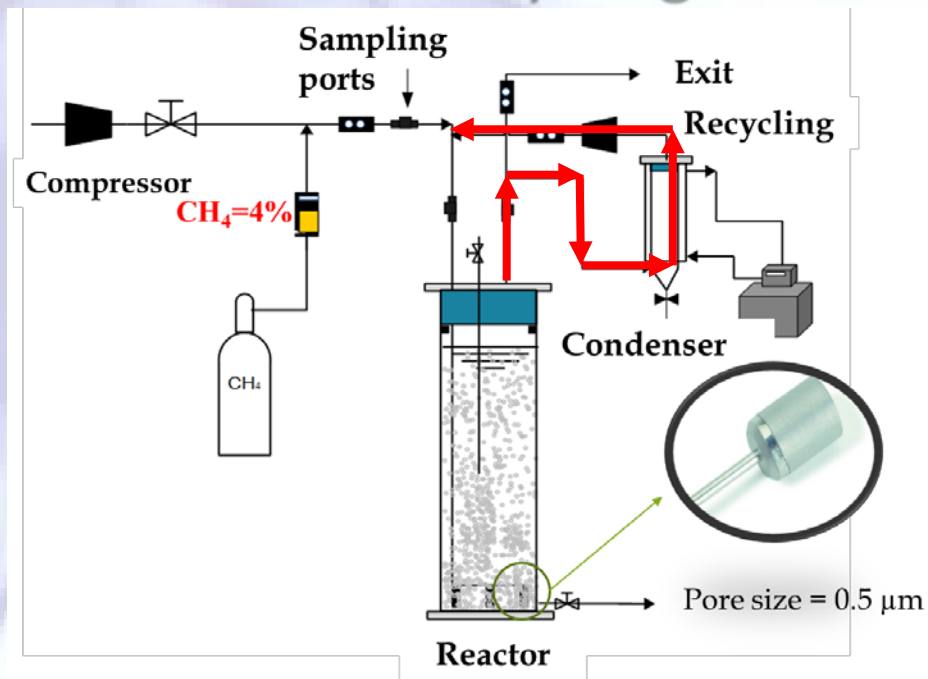 Sampling
ports
Exit
Recycling
Compressor
CH₄=4%
Condenser
CH₄
Pore size = 0.5 μm
Reactor